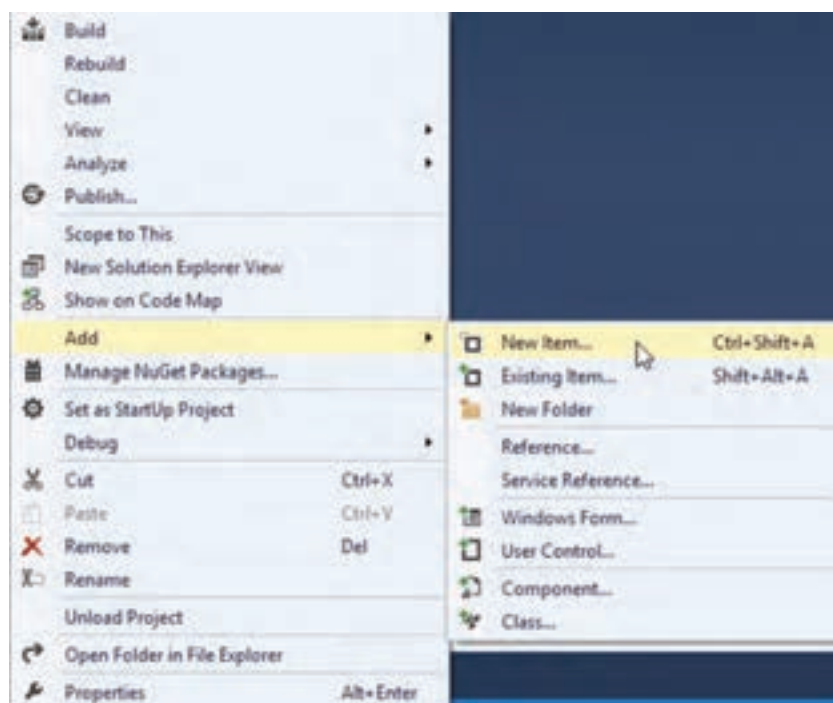 Build
Rebuild
Clean
View
Analyze
Publish...
Scope to This
New Solution Explorer View
Show on Code Map
Add
Manage NuGet Packages...
Set as StartUp Project
Debug
Cut Ctrl+X
Paste Ctrl+V
Remove Del
Rename
Unload Project
Open Folder in File Explorer
Properties Alt+Enter
New Item... Ctrl+Shift+A
Existing Item... Shift+Alt+A
New Folder
Reference...
Service Reference...
Windows Form...
User Control...
Component...
Class...